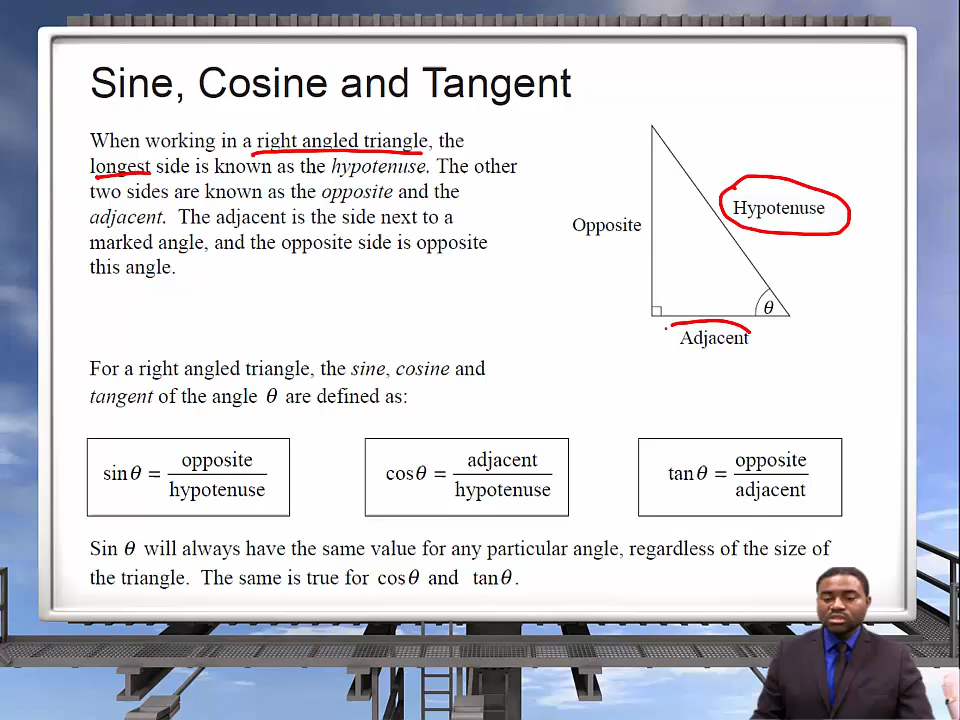 Sine, Cosine and Tangent
When working in a right angled triangle, the
longest side is known as the hypotenuse. The other
two sides are known as the opposite and the
adjacent. The adjacent is the side next to a
marked angle, and the opposite side is opposite
this angle.
Opposite
Hypotenuse
θ
Adjacent
For a right angled triangle, the sine, cosine and
tangent of the angle θ are defined as:
sin θ = opposite / hypotenuse
cos θ = adjacent / hypotenuse
tan θ = opposite / adjacent
Sin θ will always have the same value for any particular angle, regardless of the size of
the triangle. The same is true for cos θ and tan θ.